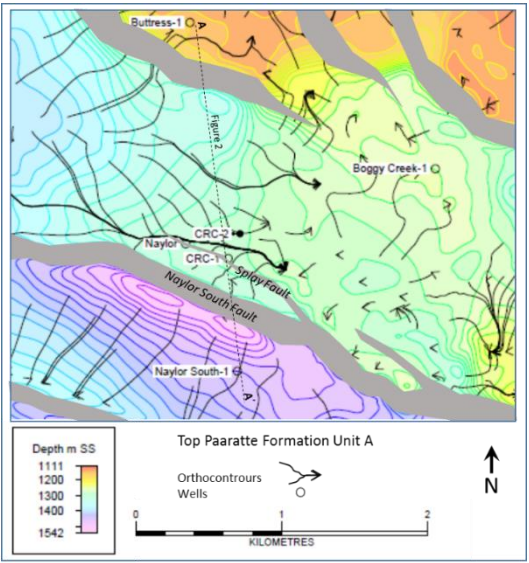 Buttress-1
A
Figure 2
Boggy Creek-1
CRC-2
Naylor
CRC-1
Splay Fault
Naylor South Fault
Naylor South-1
A'
Top Paaratte Formation Unit A
Depth m SS
1111
1200
1300
1400
1542
Orthocontrours
Wells
N
0 1 2
KILOMETRES